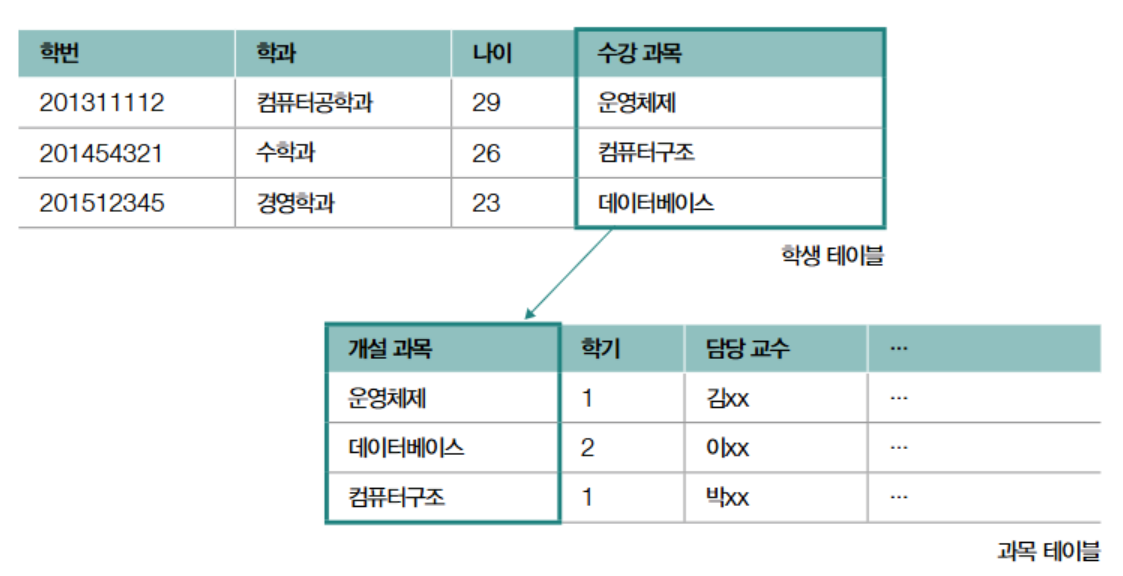 학번 학과 나이 수강 과목
201311112 컴퓨터공학과 29 운영체제
201454321 수학과 26 컴퓨터구조
201512345 경영학과 23 데이터베이스
학생 테이블
개설 과목 학기 담당 교수 …
운영체제 1 김xx …
데이터베이스 2 이xx …
컴퓨터구조 1 박xx …
과목 테이블